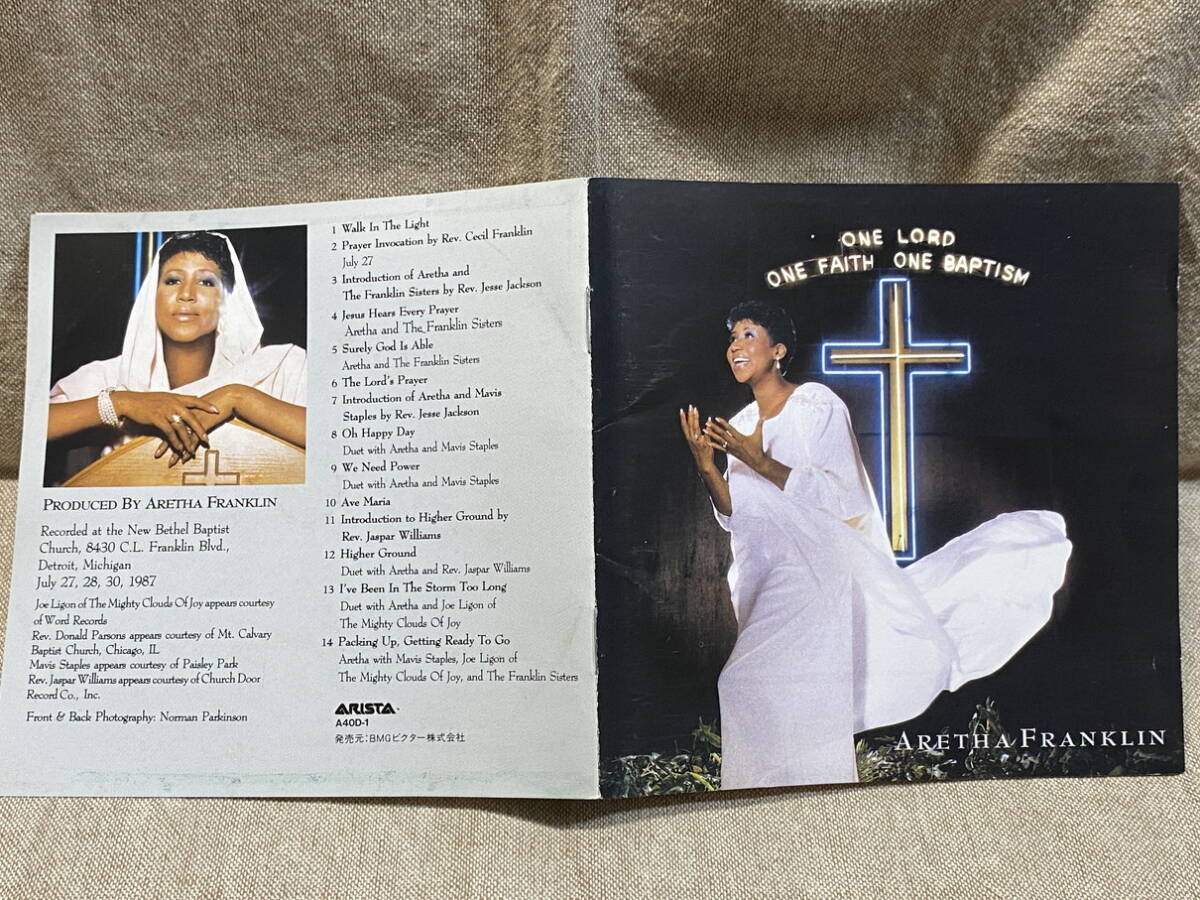 PRODUCED BY ARETHA FRANKLIN
Recorded at the New Bethel Baptist
Church, 8430 C.L. Franklin Blvd.,
Detroit, Michigan
July 27, 28, 30, 1987
Joe Ligon of The Mighty Clouds Of Joy appears courtesy
of Word Records
Rev. Donald Parsons appears courtesy of Mt. Calvary
Baptist Church, Chicago, IL
Mavis Staples appears courtesy of Paisley Park
Rev. Jaspar Williams appears courtesy of Church Door
Record Co., Inc.
Front & Back Photography: Norman Parkinson
1 Walk In The Light
2 Prayer Invocation by Rev. Cecil Franklin
July 27
3 Introduction of Aretha and
The Franklin Sisters by Rev. Jesse Jackson
4 Jesus Hears Every Prayer
Aretha and The Franklin Sisters
5 Surely God Is Able
Aretha and The Franklin Sisters
6 The Lord's Prayer
7 Introduction of Aretha and Mavis
Staples by Rev. Jesse Jackson
8 Oh Happy Day
Duet with Aretha and Mavis Staples
9 We Need Power
Duet with Aretha and Mavis Staples
10 Ave Maria
11 Introduction to Higher Ground by
Rev. Jaspar Williams
12 Higher Ground
Duet with Aretha and Rev. Jaspar Williams
13 I've Been In The Storm Too Long
Duet with Aretha and Joe Ligon of
The Mighty Clouds Of Joy
14 Packing Up, Getting Ready To Go
Aretha with Mavis Staples, Joe Ligon of
The Mighty Clouds Of Joy, and The Franklin Sisters
ARISTA
A40D-1
発売元:BMGビクター株式会社
ONE LORD
ONE FAITH ONE BAPTISM
ARETHA FRANKLIN